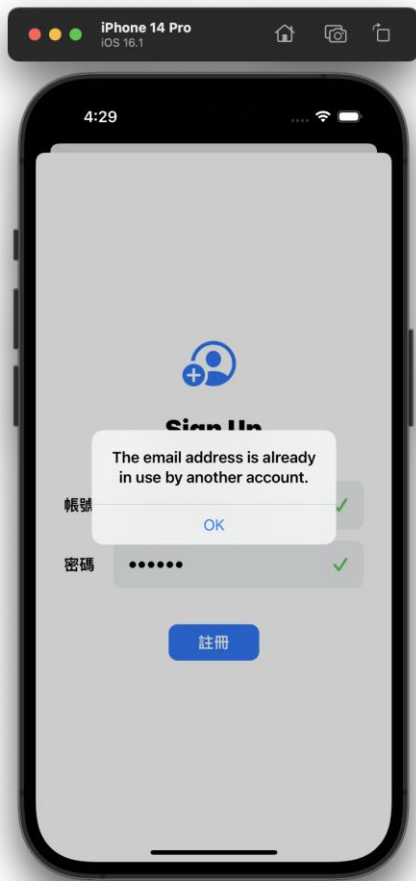 iPhone 14 Pro
iOS 16.1
4:29
Sign Up
The email address is already
in use by another account.
OK
帳號
密碼 ••••••
註冊